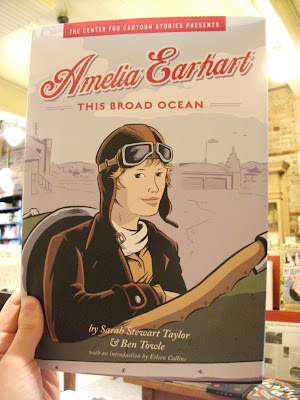 THE CENTER FOR CARTOON STUDIES PRESENTS
Amelia Earhart
THIS BROAD OCEAN
by Sarah Stewart Taylor
& Ben Towle
with an introduction by Eileen Collins